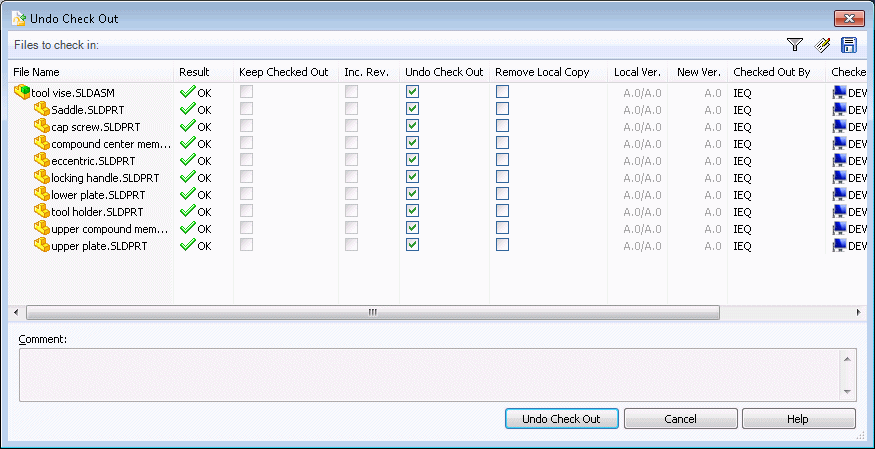 Undo Check Out
Files to check in:
File Name Result Keep Checked Out Inc. Rev. Undo Check Out Remove Local Copy Local Ver. New Ver. Checked Out By Checke
tool vise.SLDASM OK A.0/A.0 A.0 IEQ DEV
Saddle.SLDPRT OK A.0/A.0 A.0 IEQ DEV
cap screw.SLDPRT OK A.0/A.0 A.0 IEQ DEV
compound center mem... OK A.0/A.0 A.0 IEQ DEV
eccentric.SLDPRT OK A.0/A.0 A.0 IEQ DEV
locking handle.SLDPRT OK A.0/A.0 A.0 IEQ DEV
lower plate.SLDPRT OK A.0/A.0 A.0 IEQ DEV
tool holder.SLDPRT OK A.0/A.0 A.0 IEQ DEV
upper compound mem... OK A.0/A.0 A.0 IEQ DEV
upper plate.SLDPRT OK A.0/A.0 A.0 IEQ DEV
Comment:
Undo Check Out Cancel Help